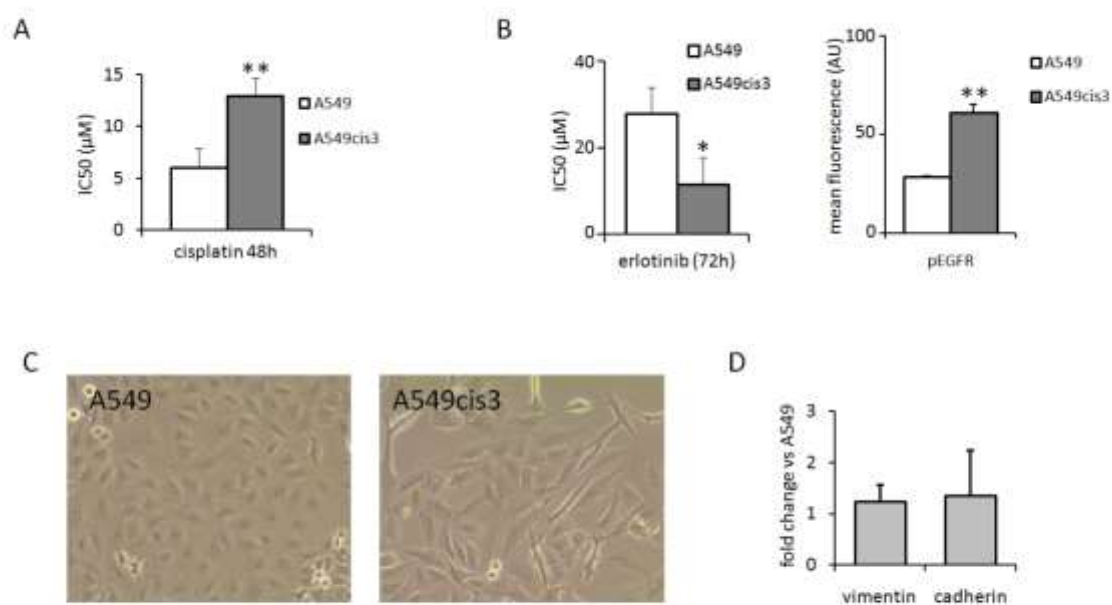 A
IC50 (µM)
15
10
5
0
**
A549
A549cis3
cisplatin 48h
B
IC50 (µM)
40
20
0
*
A549
A549cis3
erlotinib (72h)
mean fluorescence (AU)
100
50
0
**
A549
A549cis3
pEGFR
C
A549
A549cis3
D
fold change vs A549
3
2
1
0
vimentin cadherin